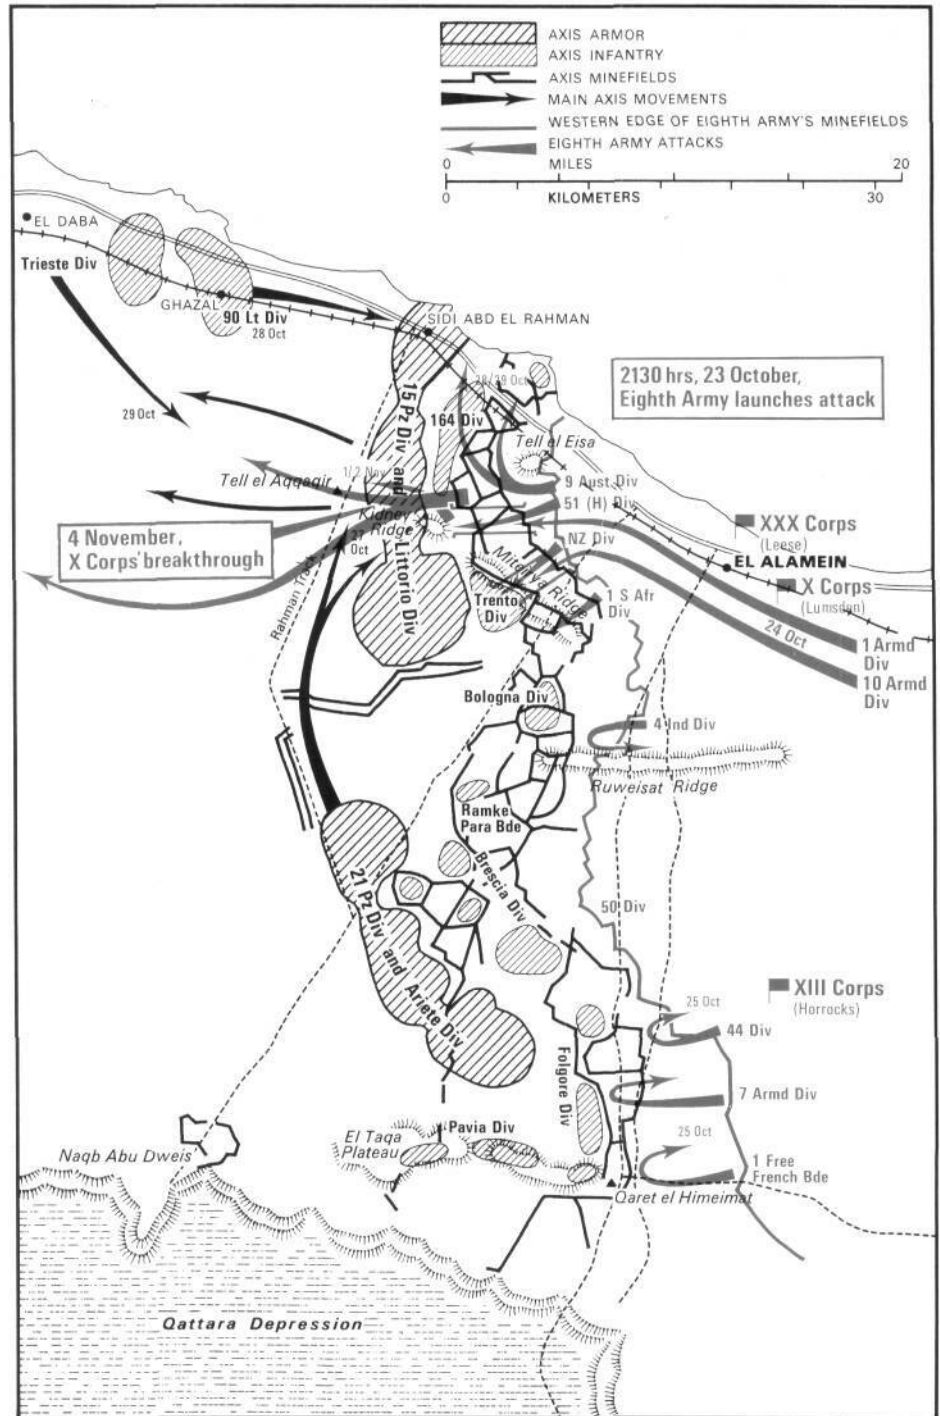 AXIS ARMOR
AXIS INFANTRY
AXIS MINEFIELDS
MAIN AXIS MOVEMENTS
WESTERN EDGE OF EIGHTH ARMY'S MINEFIELDS
EIGHTH ARMY ATTACKS
MILES
0 20
0 30
KILOMETERS
EL DABA
Trieste Div
GHAZAL
90 Lt Div
28 Oct
SIDI ABD EL RAHMAN
29 Oct
28/29 Oct
2130 hrs, 23 October,
Eighth Army launches attack
15 Pz Div and Littorio Div
164 Div
Tell el Eisa
1/2 Nov
Tell el Aqqaqir
9 Aust Div
51 (H) Div
Kidney
Ridge
27
Oct
4 November,
X Corps' breakthrough
NZ Div
XXX Corps
(Leese)
EL ALAMEIN
X Corps
(Lumsden)
Miteiriya Ridge
Rahman Track
Trento
Div
1 S Afr
Div
24 Oct
1 Armd
Div
10 Armd
Div
Bologna Div
4 Ind Div
Ruweisat Ridge
Ramke
Para Bde
Brescia Div
21 Pz Div and Ariete Div
50 Div
XIII Corps
(Horrocks)
25 Oct
44 Div
Folgore Div
7 Armd Div
Pavia Div
El Taqa
Plateau
25 Oct
Naqb Abu Dweis
1 Free
French Bde
Qaret el Himeimat
Qattara Depression